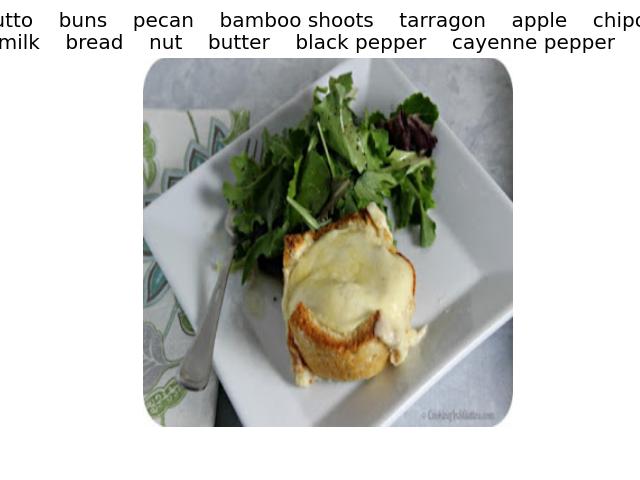 utto buns pecan bamboo shoots tarragon apple chipo
milk bread nut butter black pepper cayenne pepper